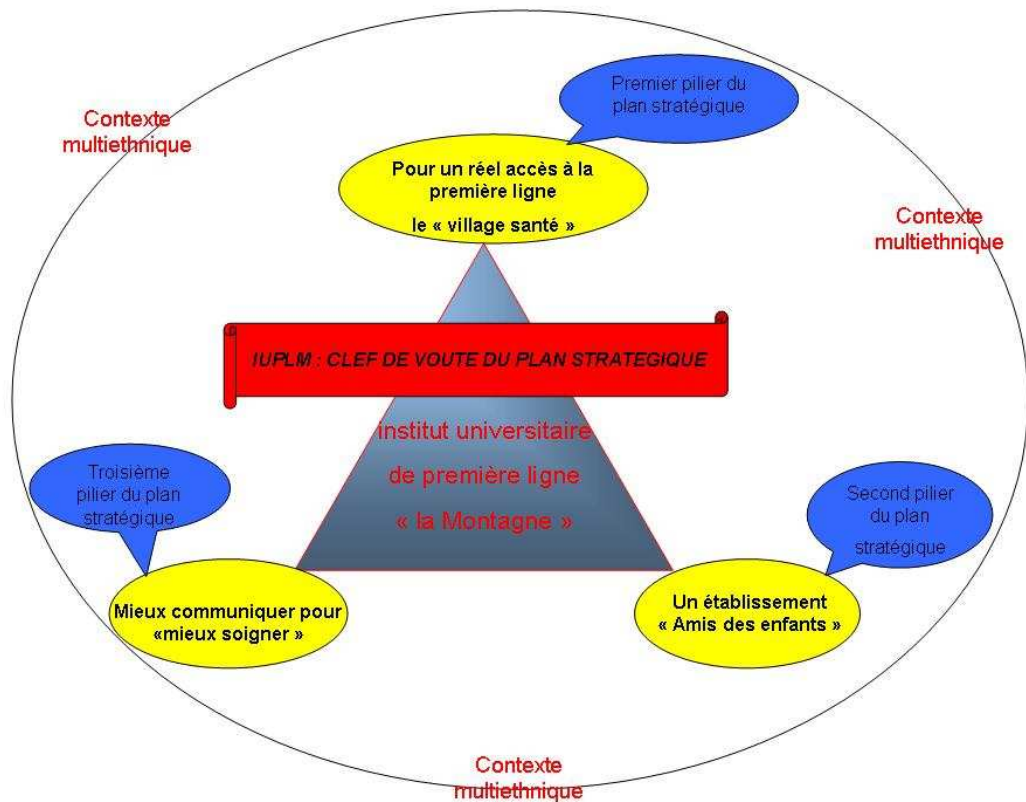 Premier pilier du
plan stratégique
Contexte
multiethnique
Pour un réel accès à la
première ligne
le « village santé »
Contexte
multiethnique
IUPLM : CLEF DE VOUTE DU PLAN STRATEGIQUE
institut universitaire
de première ligne
« la Montagne »
Troisième
pilier du plan
stratégique
Second pilier
du plan
stratégique
Mieux communiquer pour
«mieux soigner »
Un établissement
« Amis des enfants »
Contexte
multiethnique